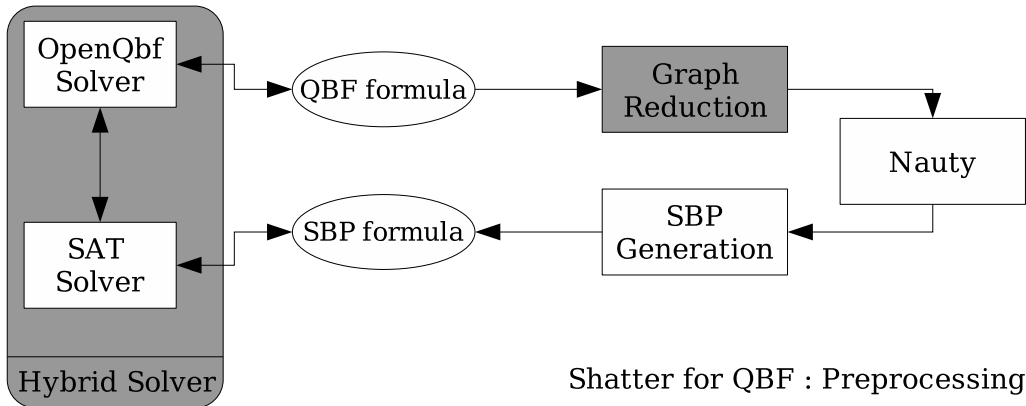 OpenQbf
Solver
QBF formula
Graph
Reduction
Nauty
SAT
Solver
SBP formula
SBP
Generation
Hybrid Solver
Shatter for QBF : Preprocessing